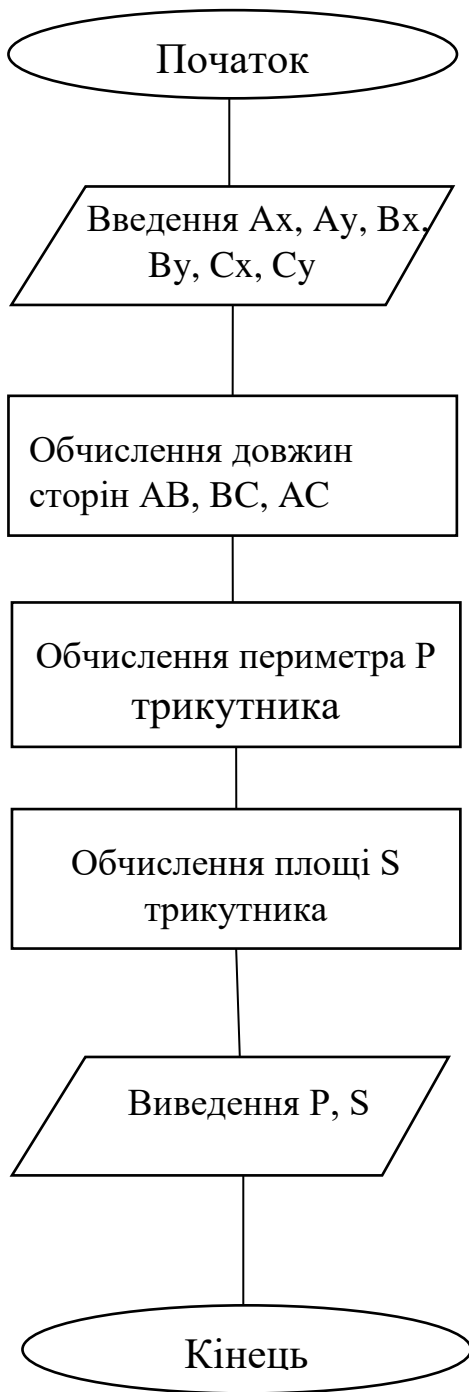 Початок
Введення Ax, Ay, Bx,
By, Cx, Cy
Обчислення довжин
сторін AB, BC, AC
Обчислення периметра P
трикутника
Обчислення площі S
трикутника
Виведення P, S
Кінець